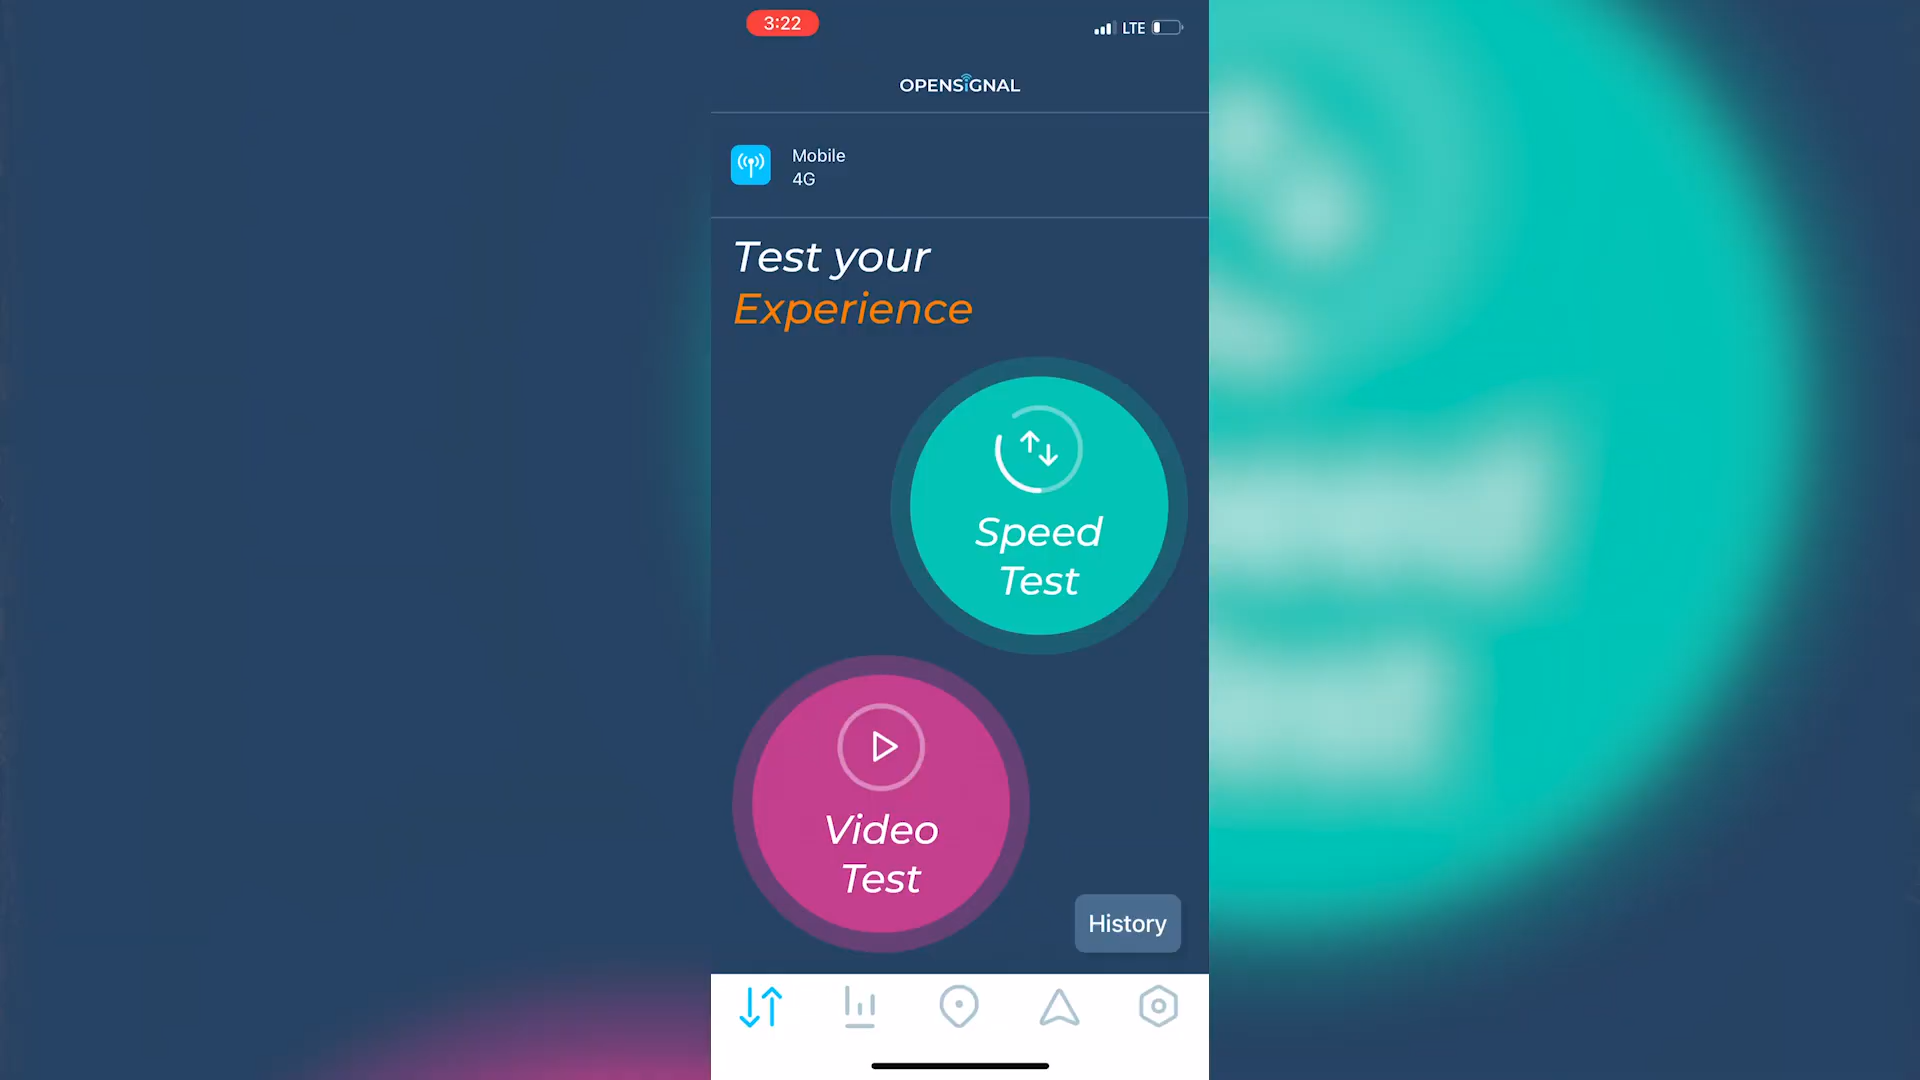 3:22
LTE
OPENSIGNAL
Mobile
4G
Test your
Experience
Speed
Test
Video
Test
History